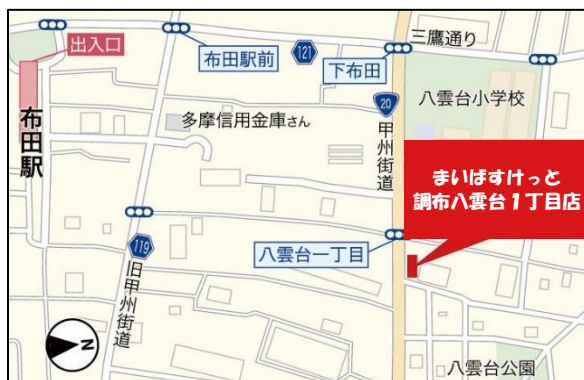 出入口
布田駅
布田駅前
121
下布田
三鷹通り
20
甲州街道
八雲台小学校
多摩信用金庫さん
まいばすけっと
調布八雲台1丁目店
119
旧甲州街道
八雲台一丁目
八雲台公園
N